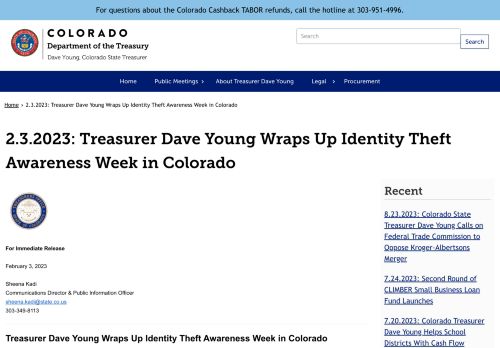 For questions about the Colorado Cashback TABOR refunds, call the hotline at 303-951-4996.
COLORADO
Department of the Treasury
Dave Young, Colorado State Treasurer
Search
Search
Home
Public Meetings ›
About Treasurer Dave Young
Legal ›
Procurement
Home › 2.3.2023: Treasurer Dave Young Wraps Up Identity Theft Awareness Week in Colorado
2.3.2023: Treasurer Dave Young Wraps Up Identity Theft
Awareness Week in Colorado
For Immediate Release
February 3, 2023
Sheena Kadi
Communications Director & Public Information Officer
sheena.kadi@state.co.us
303-349-8113
Treasurer Dave Young Wraps Up Identity Theft Awareness Week in Colorado
Recent
8.23.2023: Colorado State
Treasurer Dave Young Calls on
Federal Trade Commission to
Oppose Kroger-Albertsons
Merger
7.24.2023: Second Round of
CLIMBER Small Business Loan
Fund Launches
7.20.2023: Colorado Treasurer
Dave Young Helps School
Districts With Cash Flow